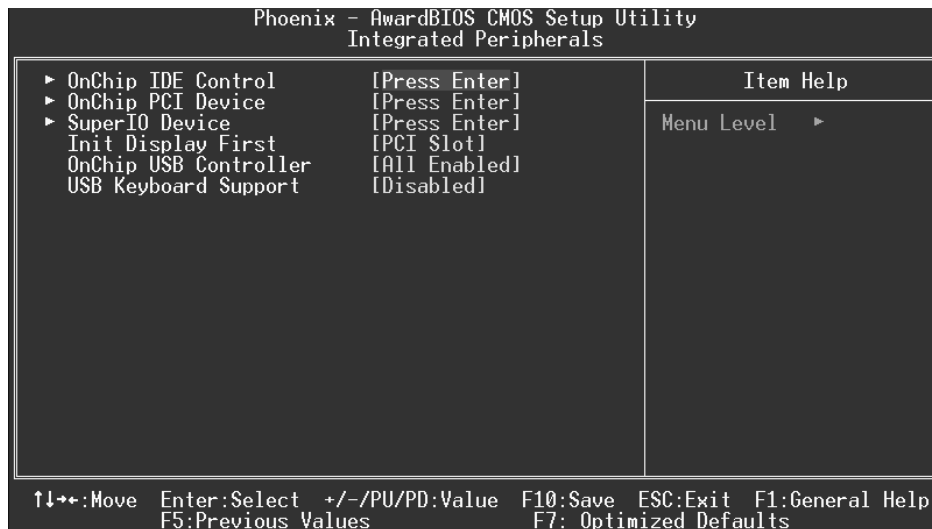 Phoenix - AwardBIOS CMOS Setup Utility
Integrated Peripherals
► OnChip IDE Control [Press Enter]
► OnChip PCI Device [Press Enter]
► SuperIO Device [Press Enter]
Init Display First [PCI Slot]
OnChip USB Controller [All Enabled]
USB Keyboard Support [Disabled]
Item Help
Menu Level ►
↑↓→←:Move Enter:Select +/-/PU/PD:Value F10:Save ESC:Exit F1:General Help
F5:Previous Values F7: Optimized Defaults